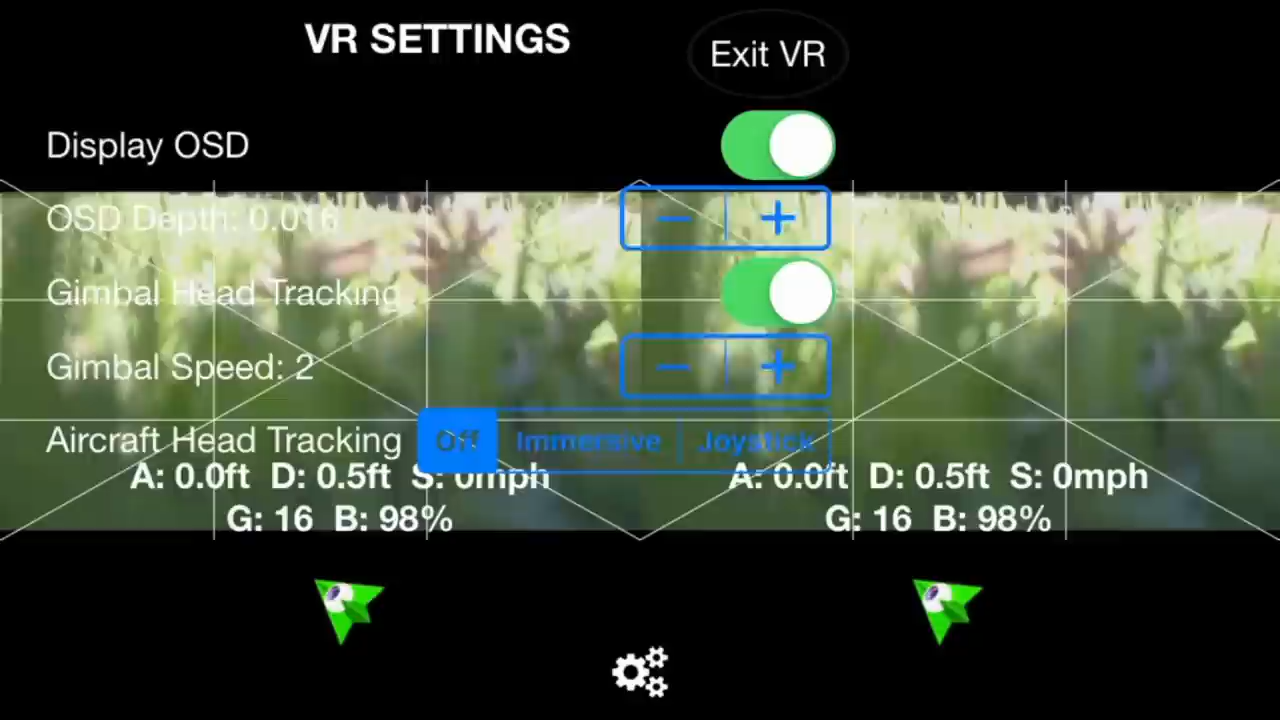 VR SETTINGS
Exit VR
Display OSD
OSD Depth: 0.016
Gimbal Head Tracking
Gimbal Speed: 2
Aircraft Head Tracking Off Immersive Joystick
A: 0.0ft D: 0.5ft S: 0mph A: 0.0ft D: 0.5ft S: 0mph
G: 16 B: 98% G: 16 B: 98%